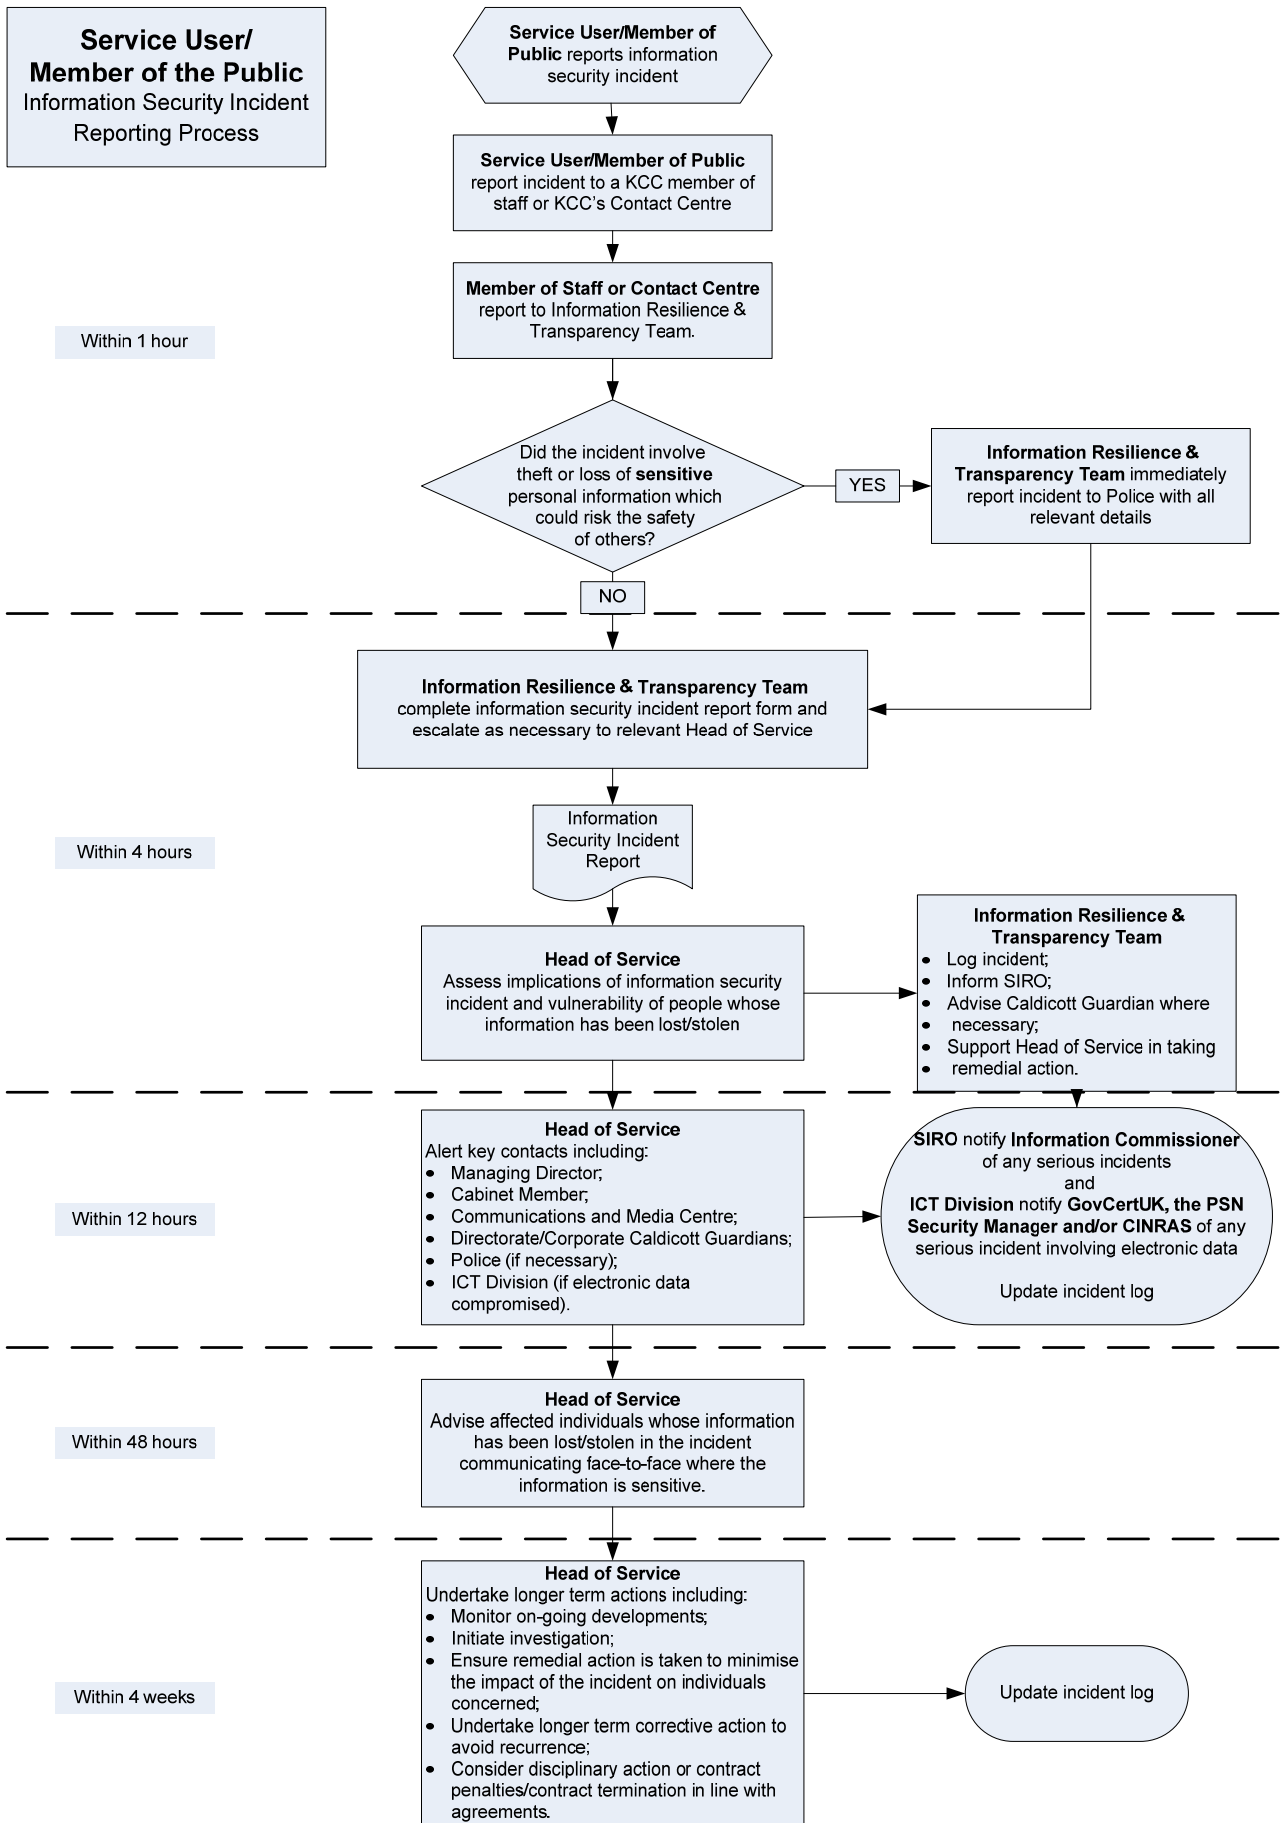 Service User/
Member of the Public
Information Security Incident
Reporting Process
Service User/Member of
Public reports information
security incident
Service User/Member of Public
report incident to a KCC member of
staff or KCC's Contact Centre
Member of Staff or Contact Centre
report to Information Resilience &
Transparency Team.
Within 1 hour
Did the incident involve
theft or loss of sensitive
personal information which
could risk the safety
of others?
YES
Information Resilience &
Transparency Team immediately
report incident to Police with all
relevant details
NO
Information Resilience & Transparency Team
complete information security incident report form and
escalate as necessary to relevant Head of Service
Within 4 hours
Information
Security Incident
Report
Head of Service
Assess implications of information security
incident and vulnerability of people whose
information has been lost/stolen
Information Resilience &
Transparency Team
• Log incident;
• Inform SIRO;
• Advise Caldicott Guardian where
• necessary;
• Support Head of Service in taking
• remedial action.
Within 12 hours
Head of Service
Alert key contacts including:
• Managing Director;
• Cabinet Member;
• Communications and Media Centre;
• Directorate/Corporate Caldicott Guardians;
• Police (if necessary);
• ICT Division (if electronic data
compromised).
SIRO notify Information Commissioner
of any serious incidents
and
ICT Division notify GovCertUK, the PSN
Security Manager and/or CINRAS of any
serious incident involving electronic data
Update incident log
Within 48 hours
Head of Service
Advise affected individuals whose information
has been lost/stolen in the incident
communicating face-to-face where the
information is sensitive.
Within 4 weeks
Head of Service
Undertake longer term actions including:
• Monitor on-going developments;
• Initiate investigation;
• Ensure remedial action is taken to minimise
the impact of the incident on individuals
concerned;
• Undertake longer term corrective action to
avoid recurrence;
• Consider disciplinary action or contract
penalties/contract termination in line with
agreements.
Update incident log